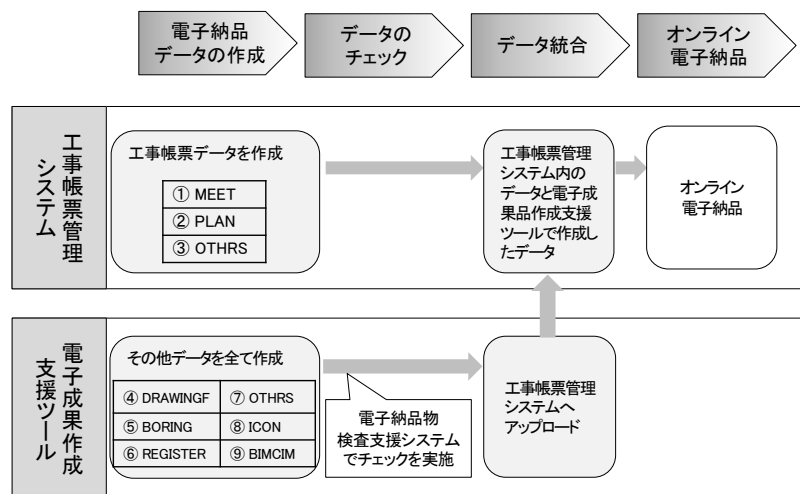 電子納品
データの作成
データの
チェック
データ統合
オンライン
電子納品
工事帳票管理
システム
工事帳票データを作成
① MEET
② PLAN
③ OTHRS
工事帳票管理
システム内の
データと電子成
果品作成支援
ツールで作成し
たデータ
オンライン
電子納品
電子成果作成
支援ツール
その他データを全て作成
④ DRAWINGF
⑦ OTHRS
⑤ BORING
⑧ ICON
⑥ REGISTER
⑨ BIMCIM
電子納品物
検査支援システム
でチェックを実施
工事帳票管理
システムへ
アップロード